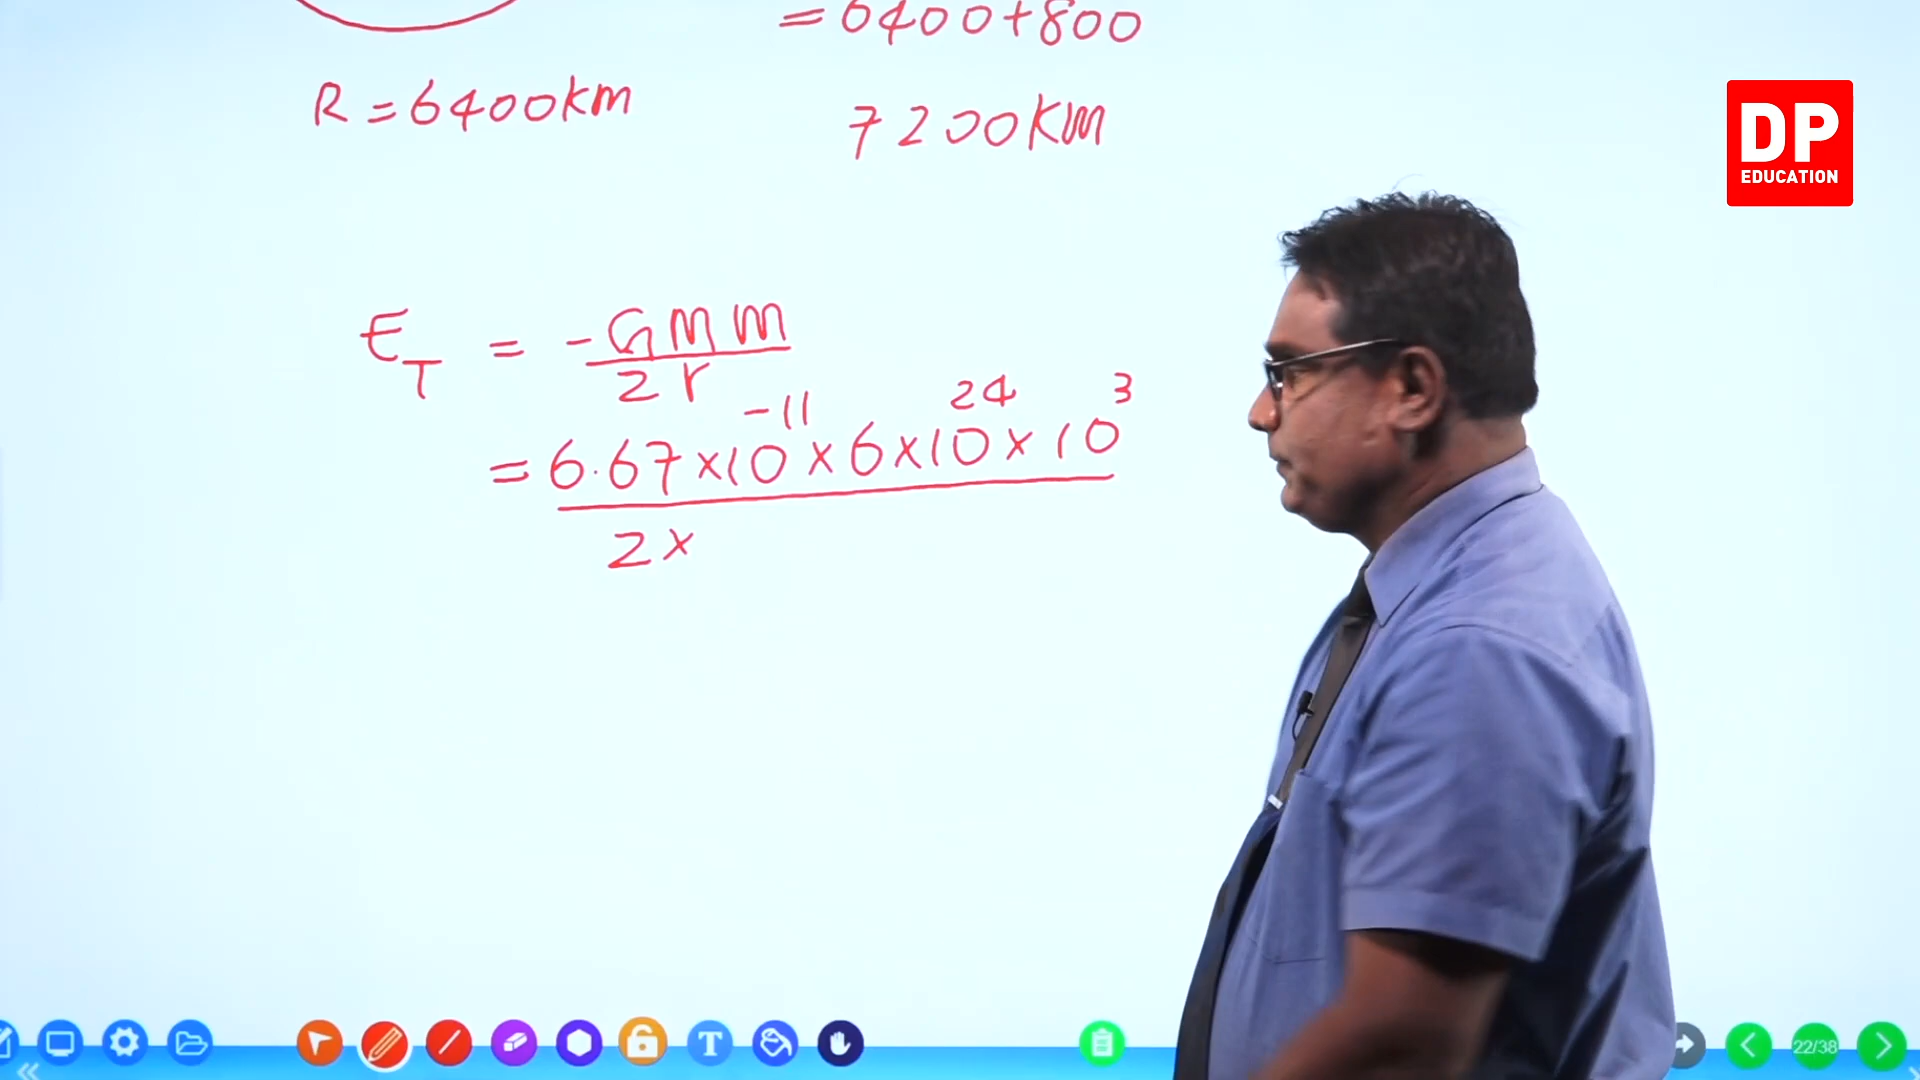 = 6400+800
R = 6400km
7200KM
DP
EDUCATION
E_T = -GMm
2r
= 6.67×10^-11 × 6×10^24 × 10^3
2×
T
22/38